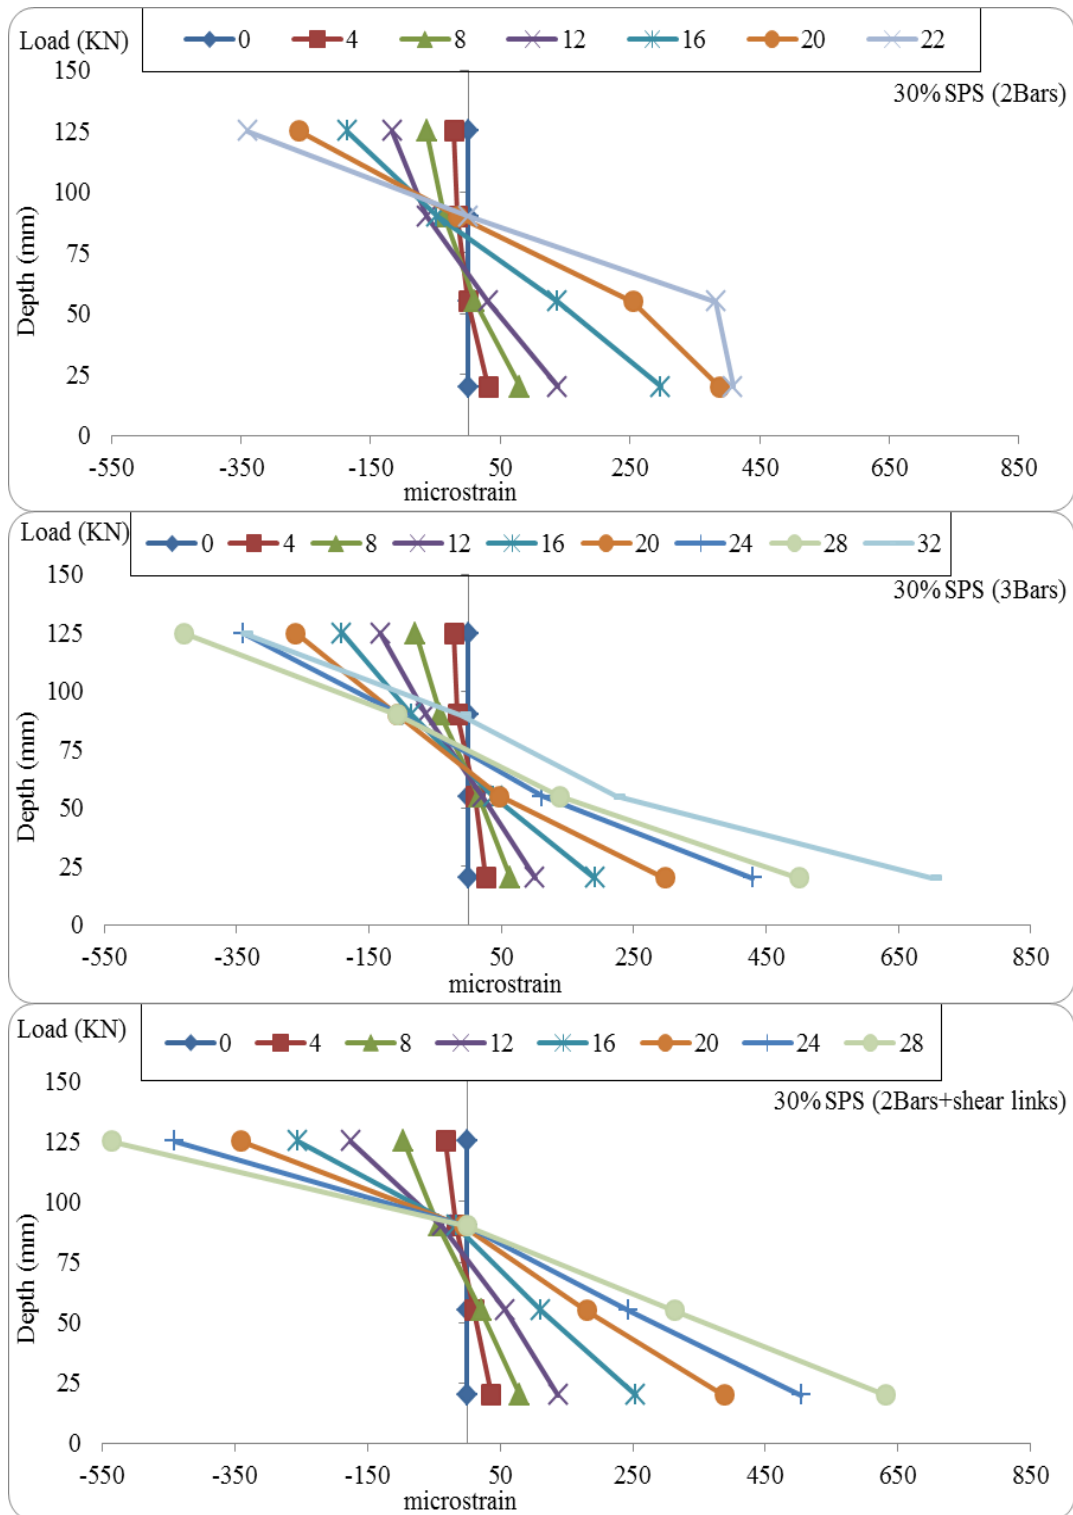 Load (KN) 0 4 8 12 16 20 22
150
30% SPS (2Bars)
125
100
75
50
25
0
Depth (mm)
-550 -350 -150 50 250 450 650 850
microstrain
Load (KN) 0 4 8 12 16 20 24 28 32
150
30% SPS (3Bars)
125
100
75
50
25
0
Depth (mm)
-550 -350 -150 50 250 450 650 850
microstrain
Load (KN) 0 4 8 12 16 20 24 28
150
30% SPS (2Bars+shear links)
125
100
75
50
25
0
Depth (mm)
-550 -350 -150 50 250 450 650 850
microstrain